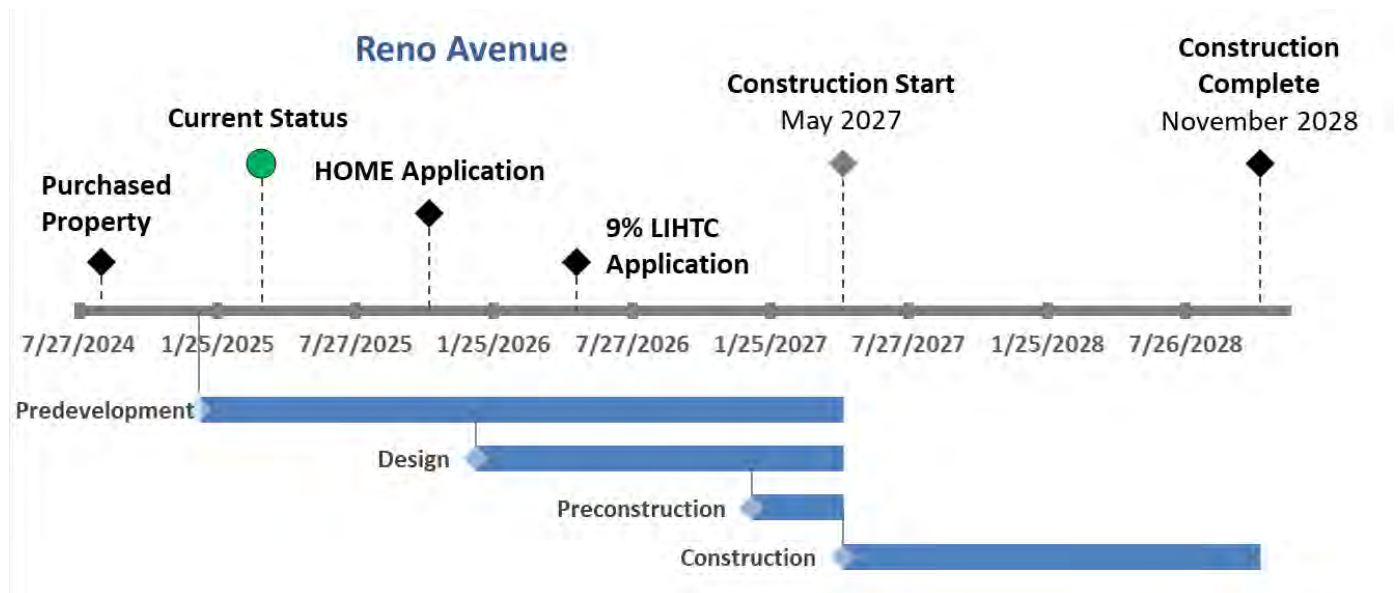 Reno Avenue
Current Status
Purchased
Property
HOME Application
9% LIHTC
Application
Construction Start
May 2027
Construction
Complete
November 2028
7/27/2024 1/25/2025 7/27/2025 1/25/2026 7/27/2026 1/25/2027 7/27/2027 1/25/2028 7/26/2028
Predevelopment
Design
Preconstruction
Construction